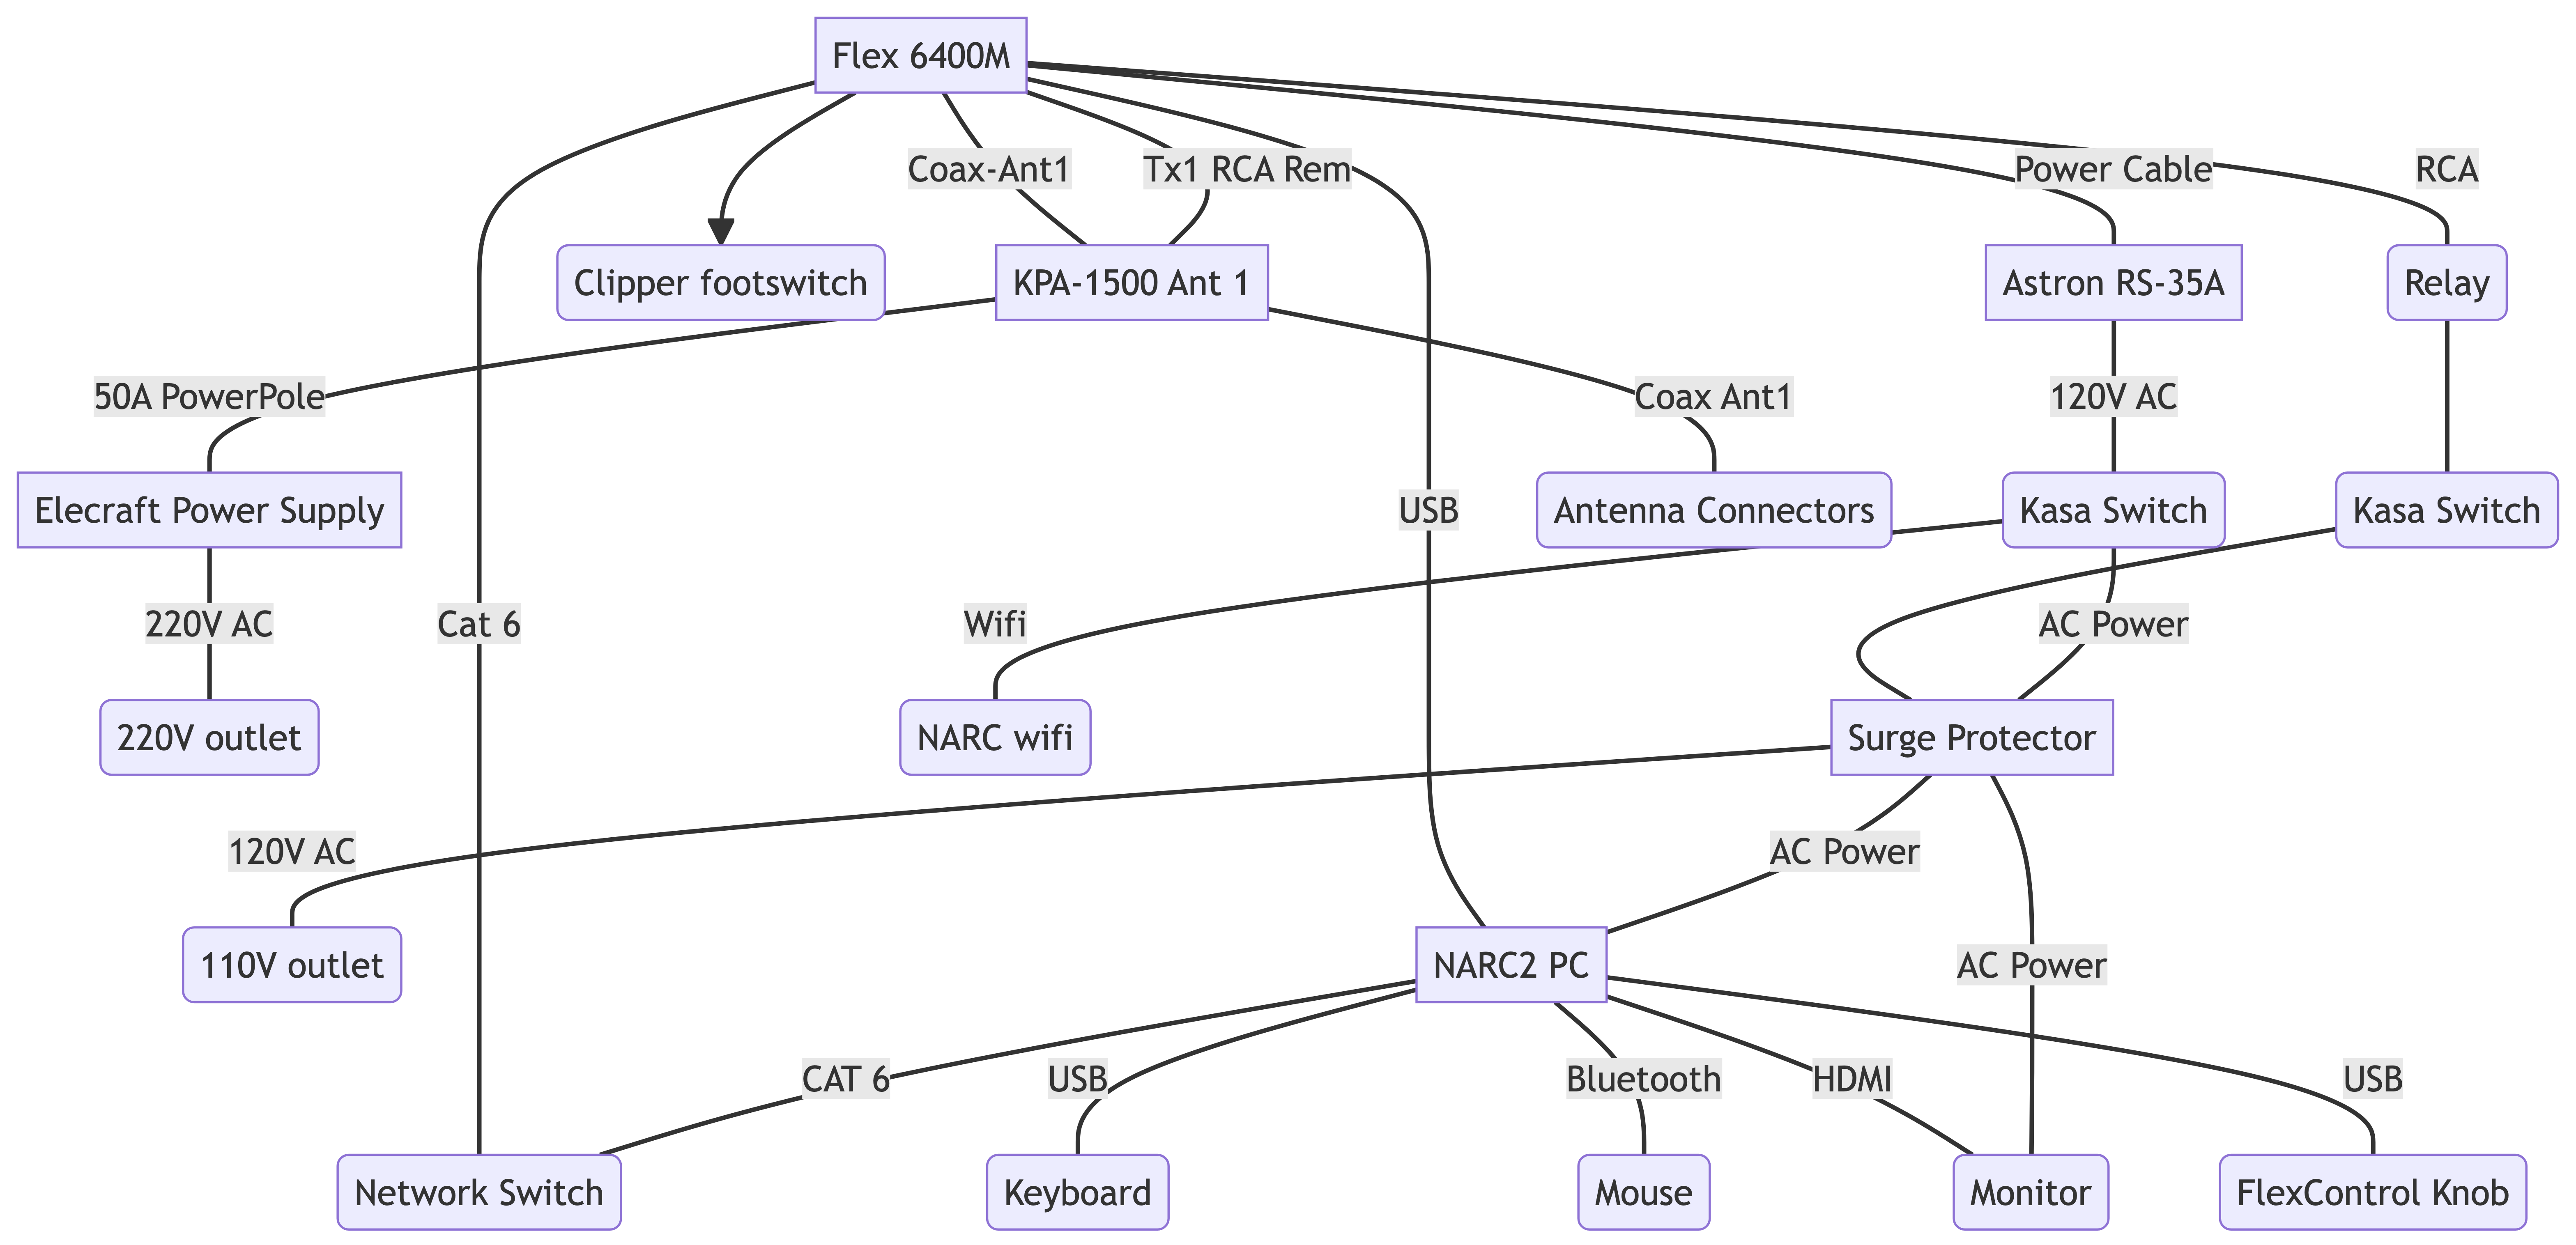 Flex 6400M
Coax-Ant1
Tx1 RCA Rem
Power Cable
RCA
Clipper footswitch
KPA-1500 Ant 1
Astron RS-35A
Relay
50A PowerPole
Coax Ant1
120V AC
Elecraft Power Supply
USB
Antenna Connectors
Kasa Switch
Kasa Switch
220V AC
Cat 6
Wifi
AC Power
220V outlet
NARC wifi
Surge Protector
120V AC
AC Power
110V outlet
NARC2 PC
AC Power
CAT 6
USB
Bluetooth
HDMI
USB
Network Switch
Keyboard
Mouse
Monitor
FlexControl Knob